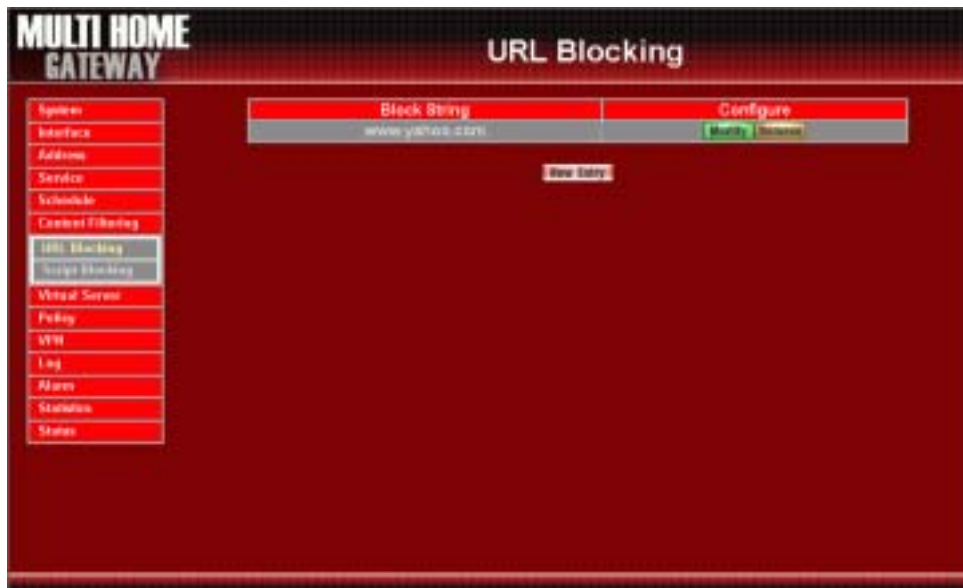 MULTI HOME
GATEWAY
URL Blocking
System
Interface
Address
Service
Schedule
Content Filtering
URL Blocking
Script Blocking
Virtual Server
Policy
VPN
Log
Alarm
Statistics
Status
Block String
Configure
www.yahoo.com
Modify
Remove
New Entry